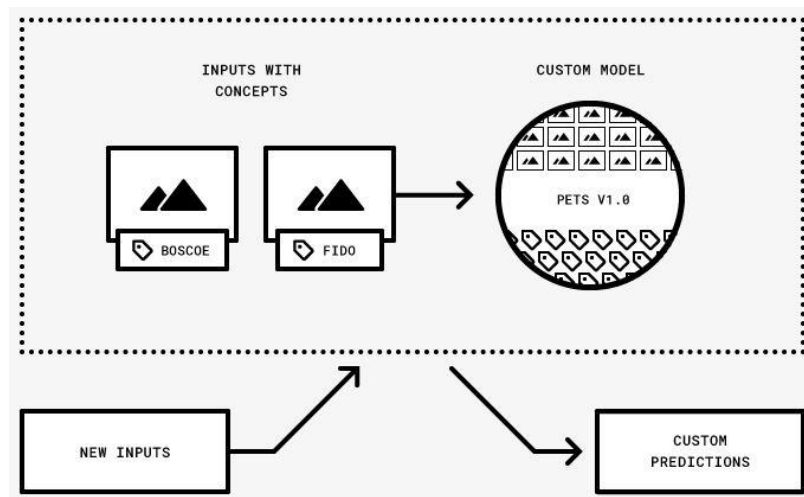 INPUTS WITH
CONCEPTS
CUSTOM MODEL
BOSCOE
FIDO
PETS V1.0
NEW INPUTS
CUSTOM
PREDICTIONS